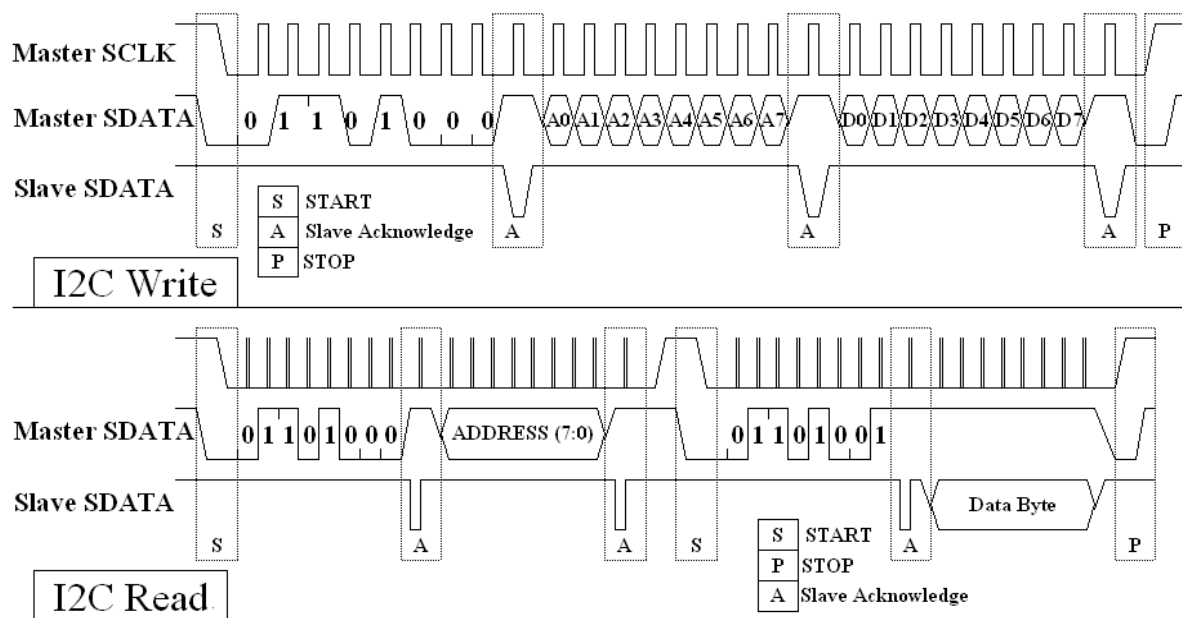 Master SCLK
Master SDATA 0 1 1 0 1 0 0 0 A0 A1 A2 A3 A4 A5 A6 A7 D0 D1 D2 D3 D4 D5 D6 D7
Slave SDATA
S START
A Slave Acknowledge
P STOP
S A A A P
I2C Write
Master SDATA 0 1 1 0 1 0 0 0 ADDRESS (7:0) 0 1 1 0 1 0 0 1
Slave SDATA Data Byte
S A A S A P
S START
P STOP
A Slave Acknowledge
I2C Read